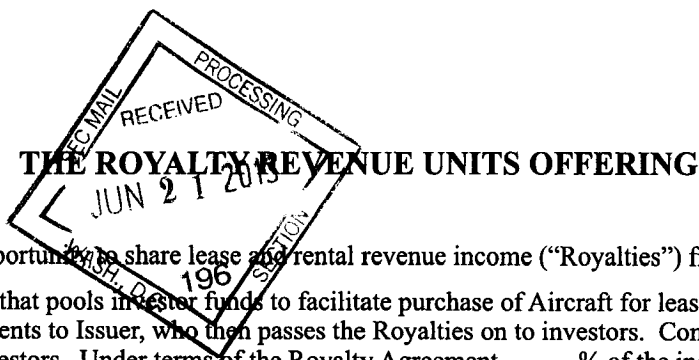 SEC MAIL
PROCESSING
RECEIVED
JUN 21 2013
THE ROYALTY REVENUE UNITS OFFERING
WASH., DC
196
SECTION
to share lease and rental revenue income (“Royalties”)
that pools investor funds to facilitate purchase of Aircraft for leas
ents to Issuer, who then passes the Royalties on to investors. Con
estors. Under terms of the Royalty Agreement, % of the